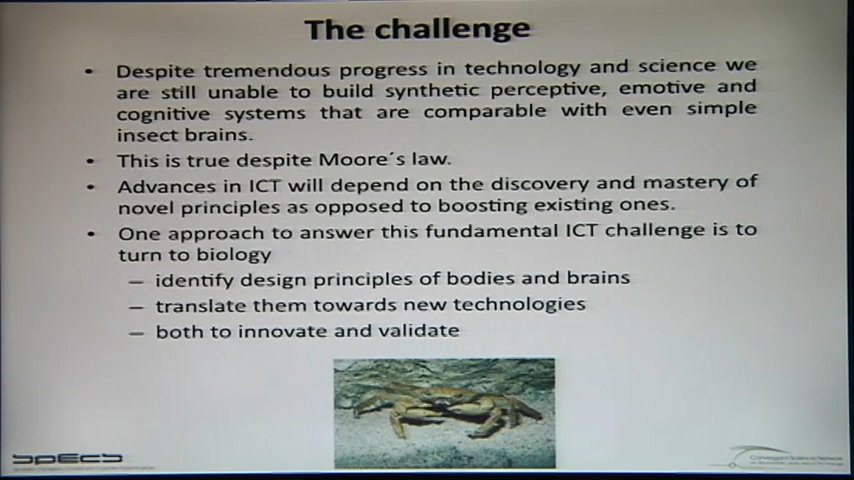 The challenge
• Despite tremendous progress in technology and science we
are still unable to build synthetic perceptive, emotive and
cognitive systems that are comparable with even simple
insect brains.
• This is true despite Moore´s law.
• Advances in ICT will depend on the discovery and mastery of
novel principles as opposed to boosting existing ones.
• One approach to answer this fundamental ICT challenge is to
turn to biology
– identify design principles of bodies and brains
– translate them towards new technologies
– both to innovate and validate
specs
Convergent Science Network